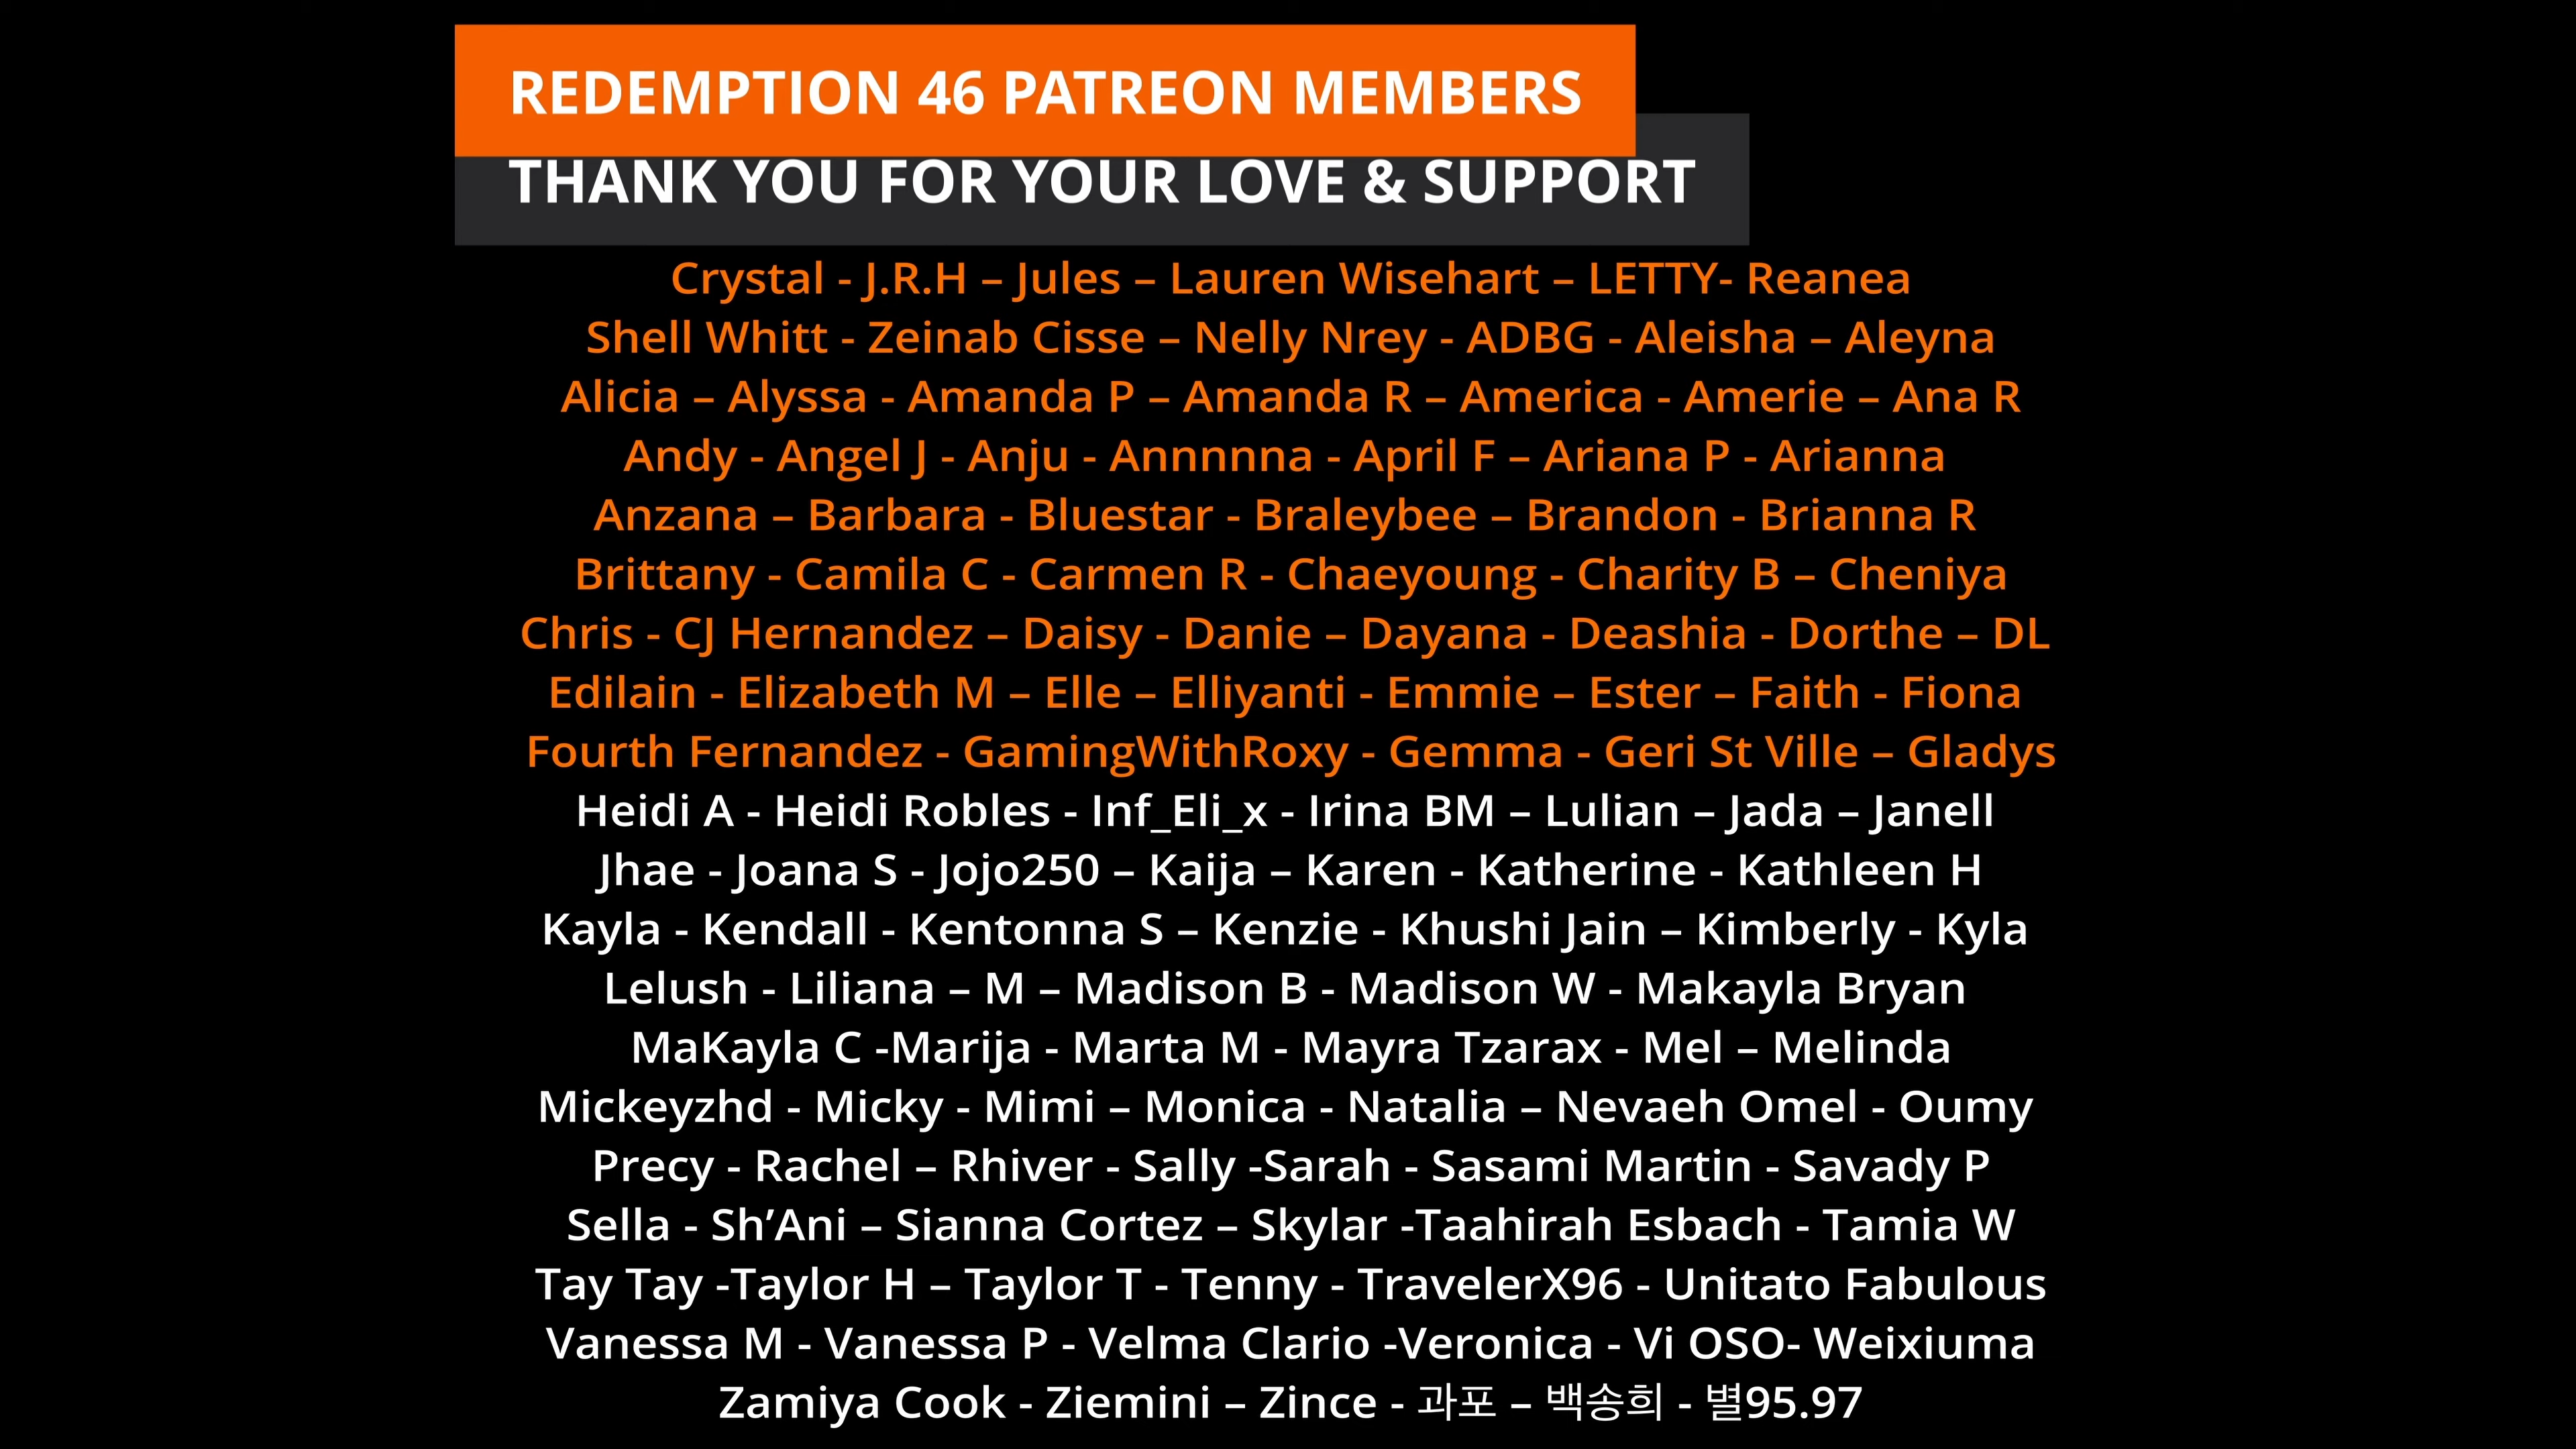 REDEMPTION 46 PATREON MEMBERS
THANK YOU FOR YOUR LOVE & SUPPORT
Crystal - J.R.H – Jules – Lauren Wisehart – LETTY- Reanea
Shell Whitt - Zeinab Cisse – Nelly Nrey - ADBG - Aleisha – Aleyna
Alicia – Alyssa - Amanda P – Amanda R – America - Amerie – Ana R
Andy - Angel J - Anju - Annnnna - April F – Ariana P - Arianna
Anzana – Barbara - Bluestar - Braleybee – Brandon - Brianna R
Brittany - Camila C - Carmen R - Chaeyoung - Charity B – Cheniya
Chris - CJ Hernandez – Daisy - Danie – Dayana - Deashia - Dorthe – DL
Edilain - Elizabeth M – Elle – Elliyanti - Emmie – Ester – Faith - Fiona
Fourth Fernandez - GamingWithRoxy - Gemma - Geri St Ville – Gladys
Heidi A - Heidi Robles - Inf_Eli_x - Irina BM – Lulian – Jada – Janell
Jhae - Joana S - Jojo250 – Kaija – Karen - Katherine - Kathleen H
Kayla - Kendall - Kentonna S – Kenzie - Khushi Jain – Kimberly - Kyla
Lelush - Liliana – M – Madison B - Madison W - Makayla Bryan
MaKayla C -Marija - Marta M - Mayra Tzarax - Mel – Melinda
Mickeyzhd - Micky - Mimi – Monica - Natalia – Nevaeh Omel - Oumy
Precy - Rachel – Rhiver - Sally -Sarah - Sasami Martin - Savady P
Sella - Sh’Ani – Sianna Cortez – Skylar -Taahirah Esbach - Tamia W
Tay Tay -Taylor H – Taylor T - Tenny - TravelerX96 - Unitato Fabulous
Vanessa M - Vanessa P - Velma Clario -Veronica - Vi OSO- Weixiuma
Zamiya Cook - Ziemini – Zince - 과포 – 백송희 - 별95.97